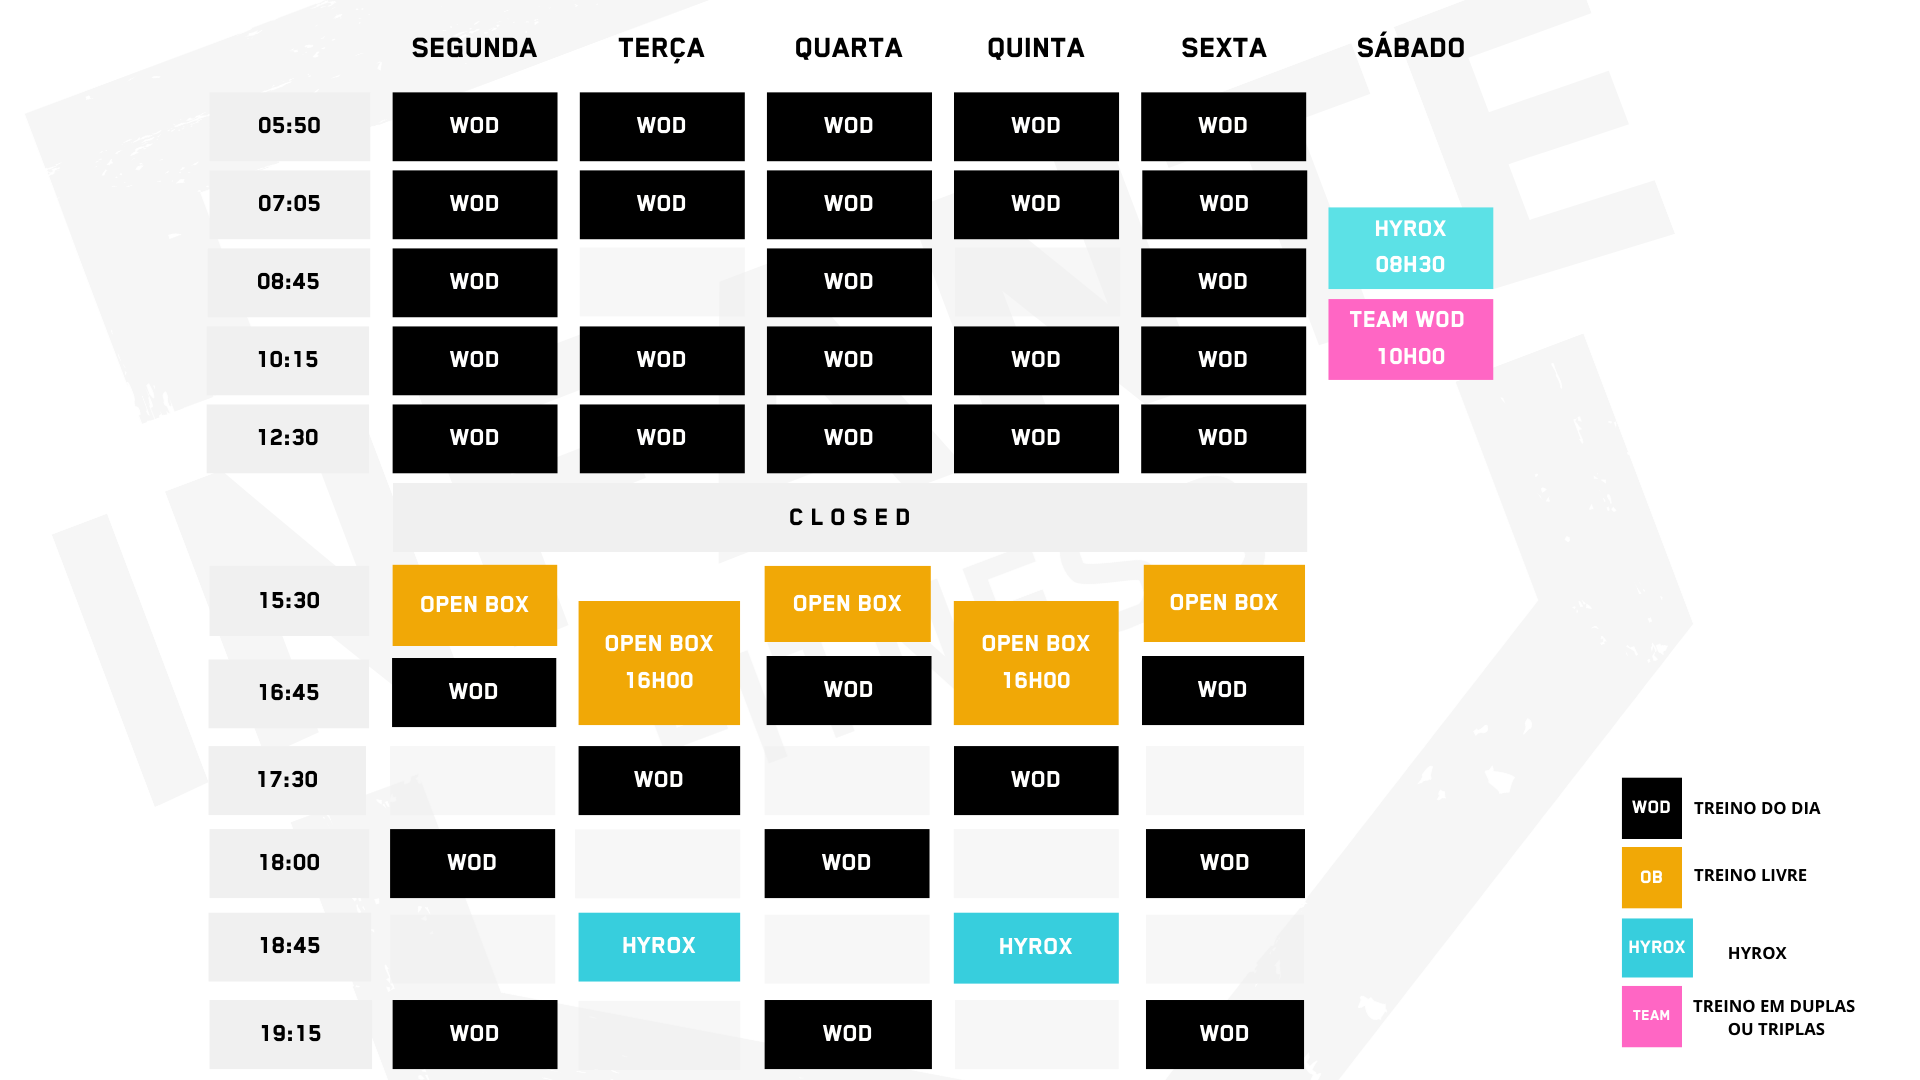 SEGUNDA TERÇA QUARTA QUINTA SEXTA SÁBADO
05:50 WOD WOD WOD WOD WOD
07:05 WOD WOD WOD WOD WOD
HYROX
08H30
08:45 WOD WOD WOD
TEAM WOD
10H00
10:15 WOD WOD WOD WOD WOD
12:30 WOD WOD WOD WOD WOD
CLOSED
15:30 OPEN BOX OPEN BOX OPEN BOX
OPEN BOX OPEN BOX
16H00 16H00
16:45 WOD WOD WOD
17:30 WOD WOD
18:00 WOD WOD WOD
18:45 HYROX HYROX
19:15 WOD WOD WOD
WOD TREINO DO DIA
OB TREINO LIVRE
HYROX HYROX
TEAM TREINO EM DUPLAS
OU TRIPLAS